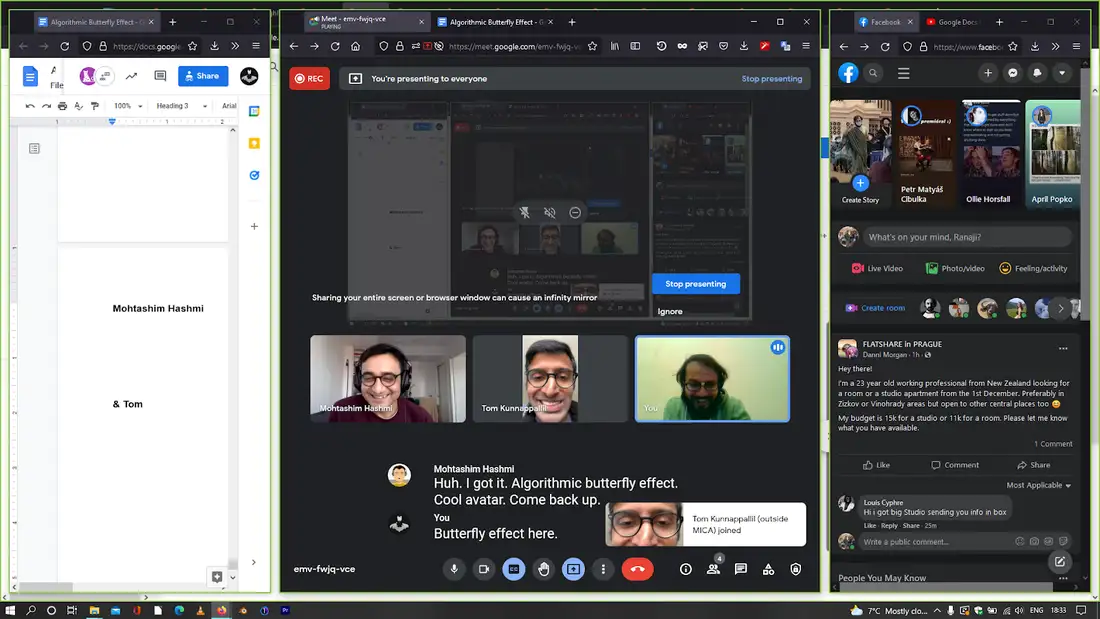 Algorithmic Butterfly Effect -
https://docs.google
A
File
Share
100%
Heading 3
Arial
Mohtashim Hashmi
& Tom
Meet - emv-fwjq-vce
PLAYING
Algorithmic Butterfly Effect - G
https://meet.google.com/emv-fwjq-v
REC
You're presenting to everyone
Stop presenting
Sharing your entire screen or browser window can cause an infinity mirror
Stop presenting
Ignore
Mohtashim Hashmi
Tom Kunnappallil
You
Mohtashim Hashmi
Huh. I got it. Algorithmic butterfly effect.
Cool avatar. Come back up.
You
Butterfly effect here.
Tom Kunnappallil (outside
MICA) joined
emv-fwjq-vce
4
Facebook
Google Docs
https://www.facebo
Create Story
Petr Matyáš
Cibulka
Ollie Horsfall
April Popko
What's on your mind, Ranaji?
Live Video
Photo/video
Feeling/activity
Create room
FLATSHARE in PRAGUE
Danni Morgan · 1h ·
Hey there!
I'm a 23 year old working professional from New Zealand looking for
a room or a studio apartment from the 1st December. Preferably in
Zizkov or Vinohrady areas but open to other central places too 😄
My budget is 15k for a studio or 11k for a room. Please let me know
what you have available.
1 Comment
Like
Comment
Share
Most Applicable
Louis Cyphre
Hi i got big Studio sending you info in box
Like · Reply · Share · 25m
Write a public comment...
People You May Know
7°C Mostly clo...
ENG
18:33